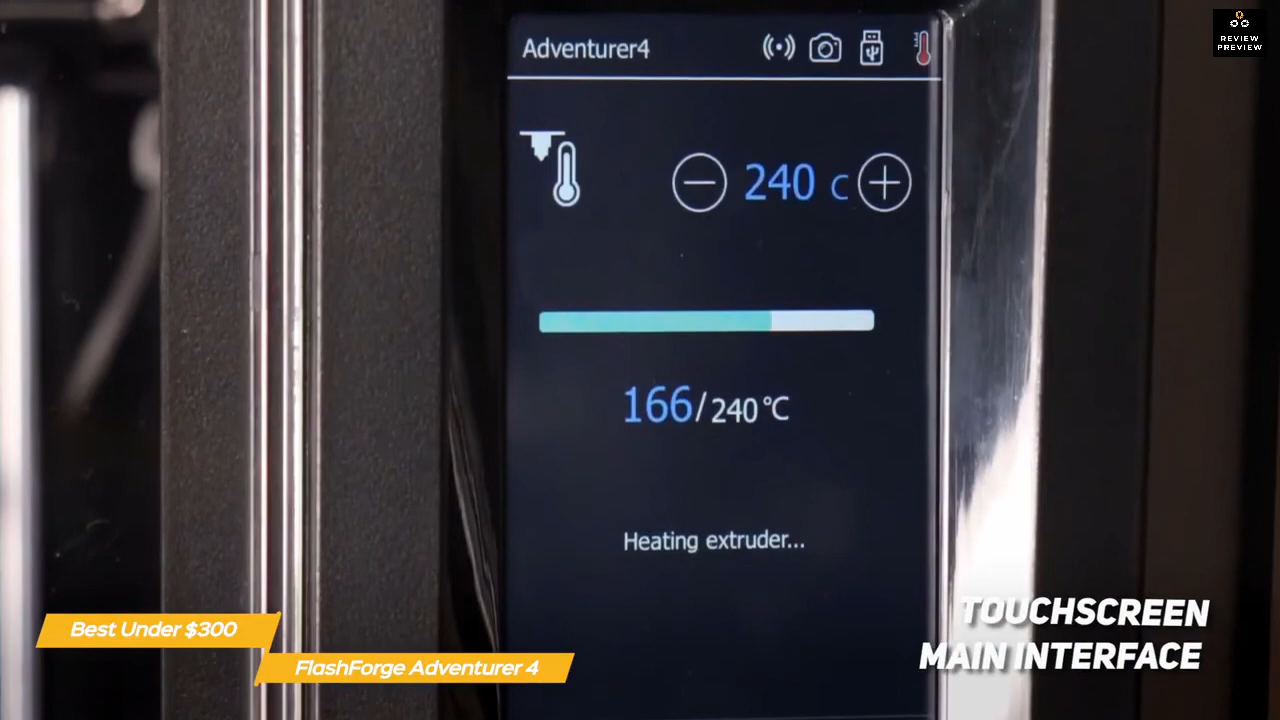 Adventurer4
REVIEW
PREVIEW
240 c
166/240℃
Heating extruder...
TOUCHSCREEN
MAIN INTERFACE
Best Under $300
FlashForge Adventurer 4